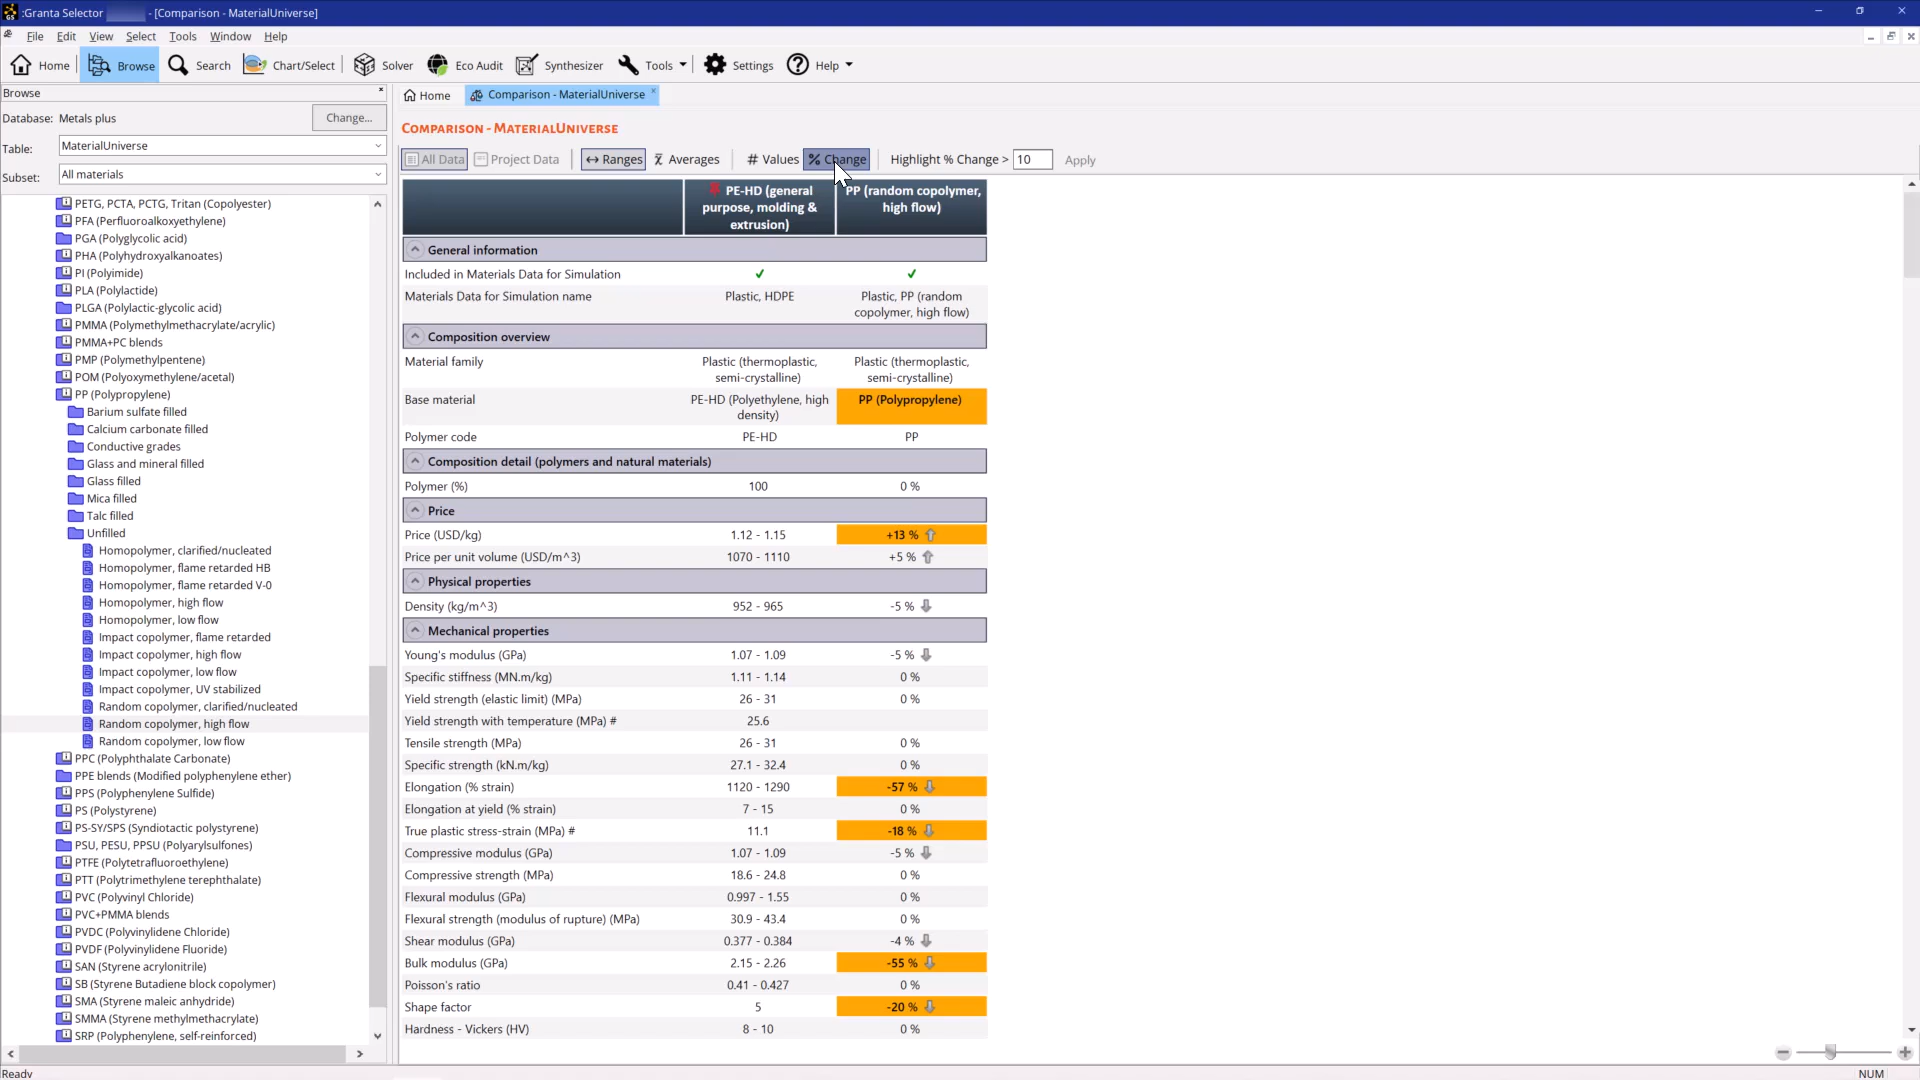 :Granta Selector - [Comparison - MaterialUniverse]
File Edit View Select Tools Window Help
Home Browse Search Chart/Select Solver Eco Audit Synthesizer Tools Settings Help
Browse
Database: Metals plus Change...
Table: MaterialUniverse
Subset: All materials
PETG, PCTA, PCTG, Tritan (Copolyester)
PFA (Perfluoroalkoxyethylene)
PGA (Polyglycolic acid)
PHA (Polyhydroxyalkanoates)
PI (Polyimide)
PLA (Polylactide)
PLGA (Polylactic-glycolic acid)
PMMA (Polymethylmethacrylate/acrylic)
PMMA+PC blends
PMP (Polymethylpentene)
POM (Polyoxymethylene/acetal)
PP (Polypropylene)
Barium sulfate filled
Calcium carbonate filled
Conductive grades
Glass and mineral filled
Glass filled
Mica filled
Talc filled
Unfilled
Homopolymer, clarified/nucleated
Homopolymer, flame retarded HB
Homopolymer, flame retarded V-0
Homopolymer, high flow
Homopolymer, low flow
Impact copolymer, flame retarded
Impact copolymer, high flow
Impact copolymer, low flow
Impact copolymer, UV stabilized
Random copolymer, clarified/nucleated
Random copolymer, high flow
Random copolymer, low flow
PPC (Polyphthalate Carbonate)
PPE blends (Modified polyphenylene ether)
PPS (Polyphenylene Sulfide)
PS (Polystyrene)
PS-SY/SPS (Syndiotactic polystyrene)
PSU, PESU, PPSU (Polyarylsulfones)
PTFE (Polytetrafluoroethylene)
PTT (Polytrimethylene terephthalate)
PVC (Polyvinyl Chloride)
PVC+PMMA blends
PVDC (Polyvinylidene Chloride)
PVDF (Polyvinylidene Fluoride)
SAN (Styrene acrylonitrile)
SB (Styrene Butadiene block copolymer)
SMA (Styrene maleic anhydride)
SMMA (Styrene methylmethacrylate)
SRP (Polyphenylene, self-reinforced)
Home Comparison - MaterialUniverse
COMPARISON - MATERIALUNIVERSE
All Data Project Data Ranges Averages # Values % Change Highlight % Change > 10 Apply
PE-HD (general purpose, molding & extrusion) PP (random copolymer, high flow)
General information
Included in Materials Data for Simulation ✓ ✓
Materials Data for Simulation name Plastic, HDPE Plastic, PP (random copolymer, high flow)
Composition overview
Material family Plastic (thermoplastic, semi-crystalline) Plastic (thermoplastic, semi-crystalline)
Base material PE-HD (Polyethylene, high density) PP (Polypropylene)
Polymer code PE-HD PP
Composition detail (polymers and natural materials)
Polymer (%) 100 0 %
Price
Price (USD/kg) 1.12 - 1.15 +13 %
Price per unit volume (USD/m^3) 1070 - 1110 +5 %
Physical properties
Density (kg/m^3) 952 - 965 -5 %
Mechanical properties
Young's modulus (GPa) 1.07 - 1.09 -5 %
Specific stiffness (MN.m/kg) 1.11 - 1.14 0 %
Yield strength (elastic limit) (MPa) 26 - 31 0 %
Yield strength with temperature (MPa) # 25.6
Tensile strength (MPa) 26 - 31 0 %
Specific strength (kN.m/kg) 27.1 - 32.4 0 %
Elongation (% strain) 1120 - 1290 -57 %
Elongation at yield (% strain) 7 - 15 0 %
True plastic stress-strain (MPa) # 11.1 -18 %
Compressive modulus (GPa) 1.07 - 1.09 -5 %
Compressive strength (MPa) 18.6 - 24.8 0 %
Flexural modulus (GPa) 0.997 - 1.55 0 %
Flexural strength (modulus of rupture) (MPa) 30.9 - 43.4 0 %
Shear modulus (GPa) 0.377 - 0.384 -4 %
Bulk modulus (GPa) 2.15 - 2.26 -55 %
Poisson's ratio 0.41 - 0.427 0 %
Shape factor 5 -20 %
Hardness - Vickers (HV) 8 - 10 0 %
Ready NUM